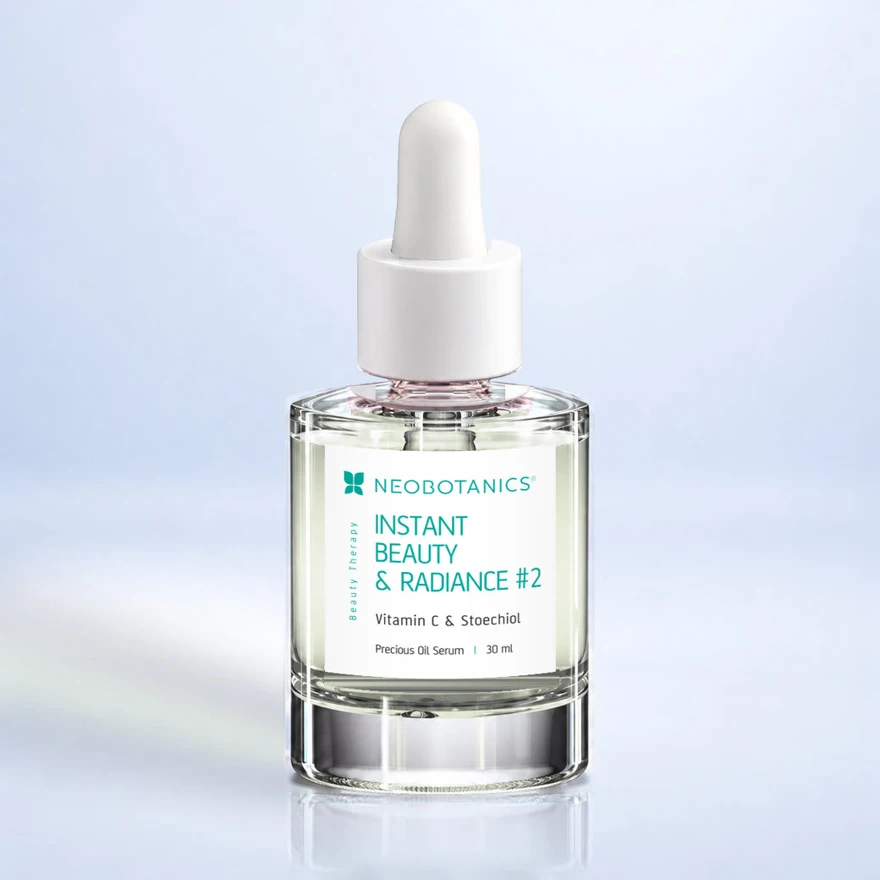 NEOBOTANICS®
Beauty Therapy
INSTANT
BEAUTY
& RADIANCE #2
Vitamin C & Stoechiol
Precious Oil Serum | 30 ml